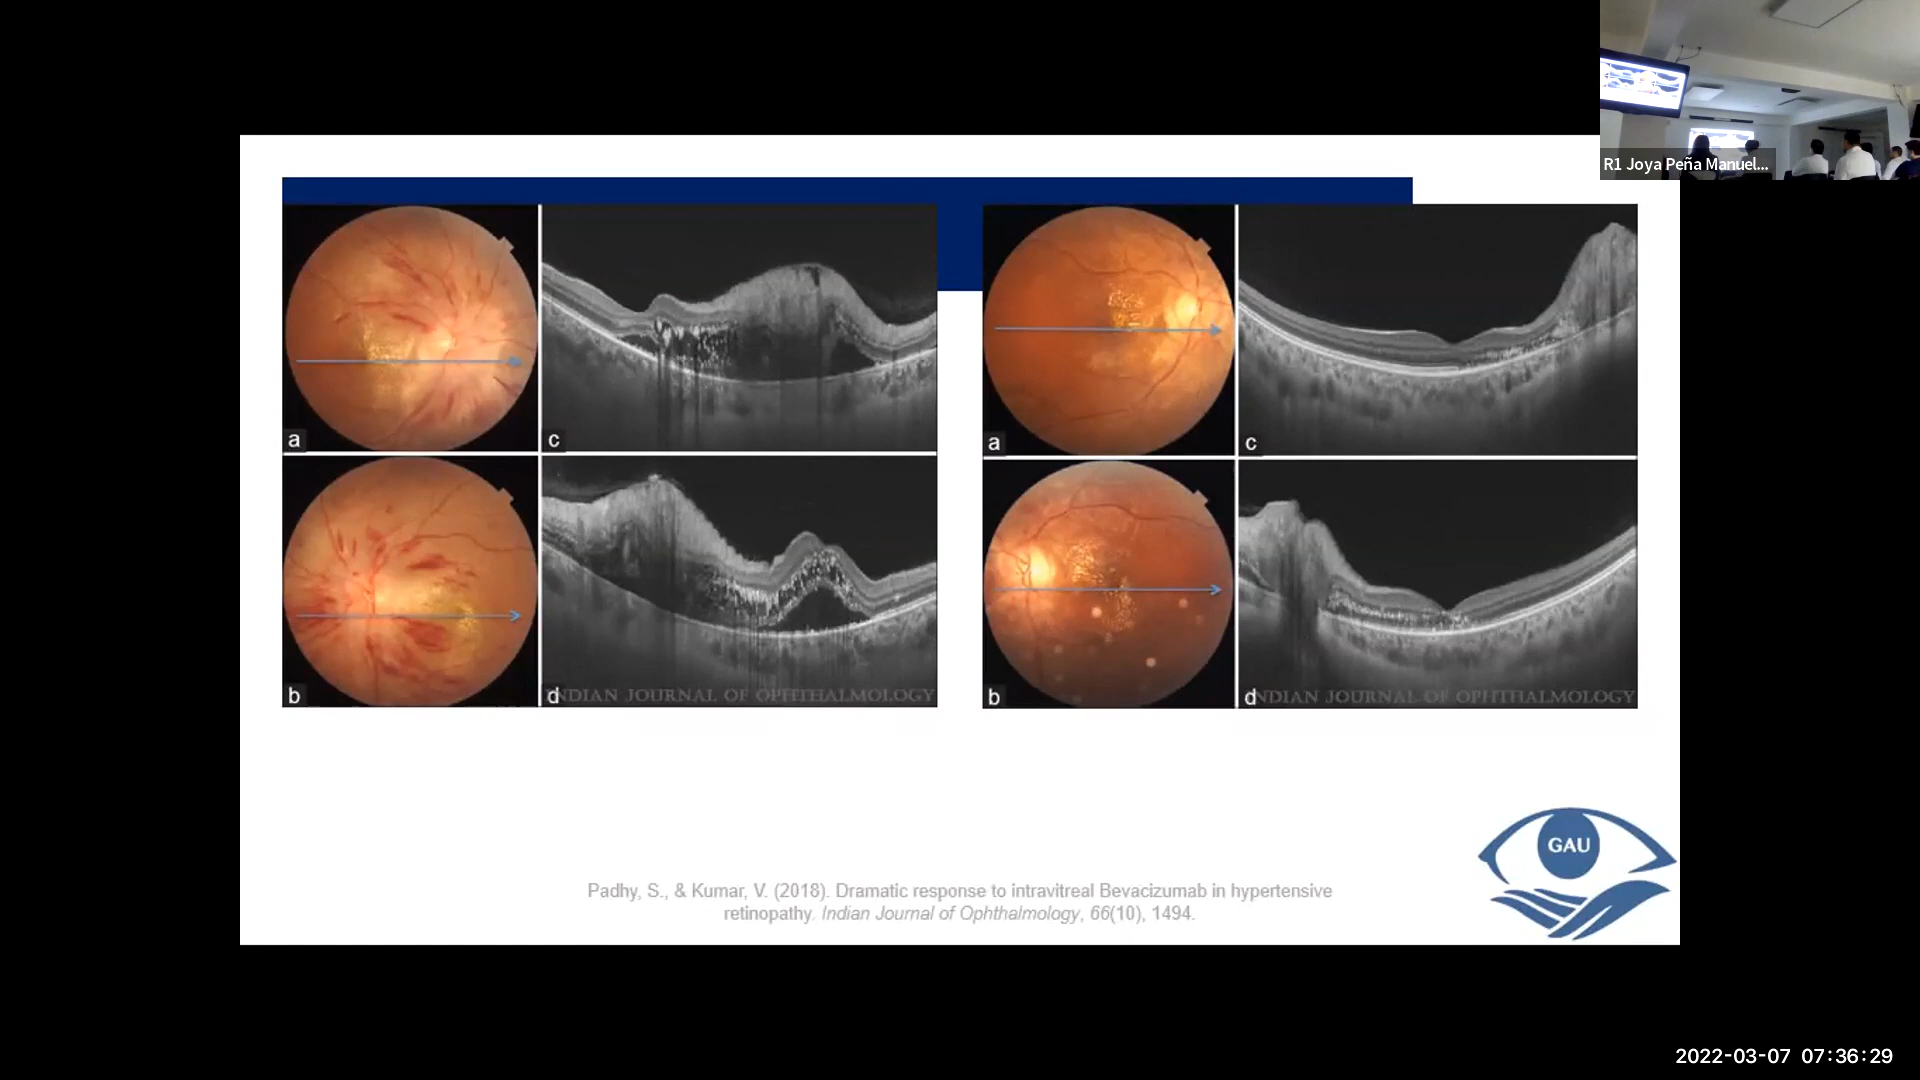 R1 Joya Peña Manuel...
a
c
a
c
b
d
INDIAN JOURNAL OF OPHTHALMOLOGY
b
d
INDIAN JOURNAL OF OPHTHALMOLOGY
GAU
Padhy, S., & Kumar, V. (2018). Dramatic response to intravitreal Bevacizumab in hypertensive
retinopathy. Indian Journal of Ophthalmology, 66(10), 1494.
2022-03-07 07:36:29